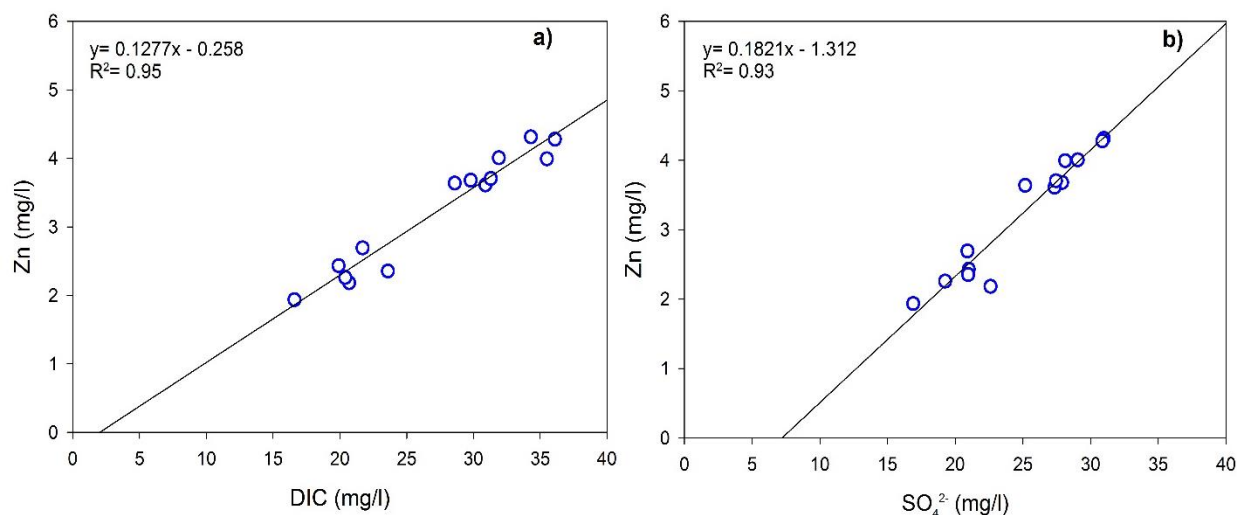 y= 0.1277x - 0.258
R²= 0.95
a)
6
5
4
3
2
1
0
Zn (mg/l)
0 5 10 15 20 25 30 35 40
DIC (mg/l)
y= 0.1821x - 1.312
R²= 0.93
b)
6
5
4
3
2
1
0
Zn (mg/l)
0 5 10 15 20 25 30 35 40
SO₄²⁻ (mg/l)